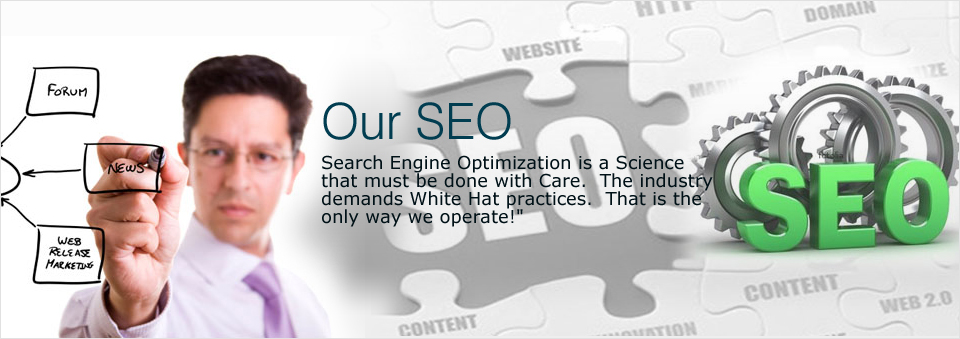 HTTP
DOMAIN
WEBSITE
FORUM
NEWS
WEB
RELEASE
MARKETING
Our SEO
Search Engine Optimization is a Science
that must be done with Care.  The industry
demands White Hat practices.  That is the
only way we operate!"
SEO
SEO
CONTENT
CONTENT
WEB 2.0